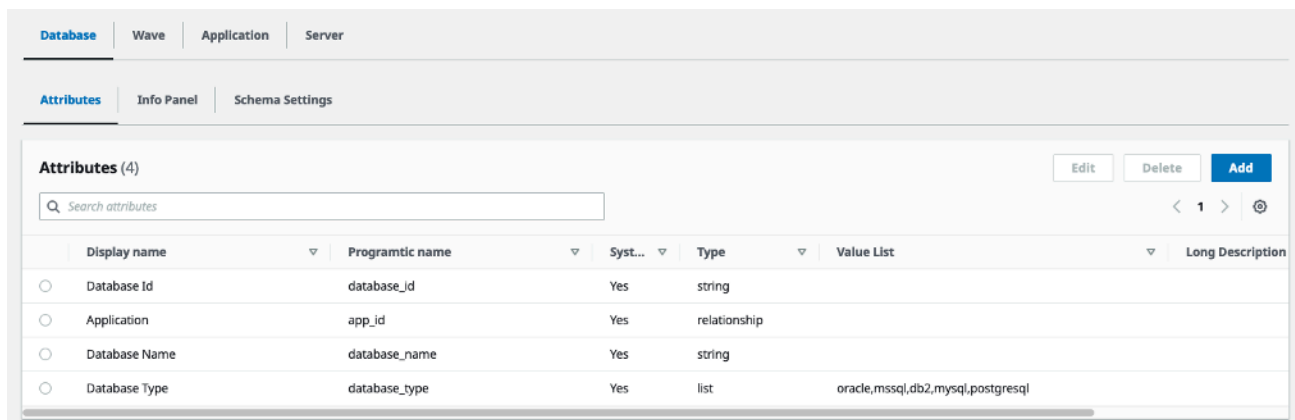 Database Wave Application Server
Attributes Info Panel Schema Settings
Attributes (4) Edit Delete Add
Search attributes 1
Display name Programtic name Syst... Type Value List Long Description
Database Id database_id Yes string
Application app_id Yes relationship
Database Name database_name Yes string
Database Type database_type Yes list oracle,mssql,db2,mysql,postgresql